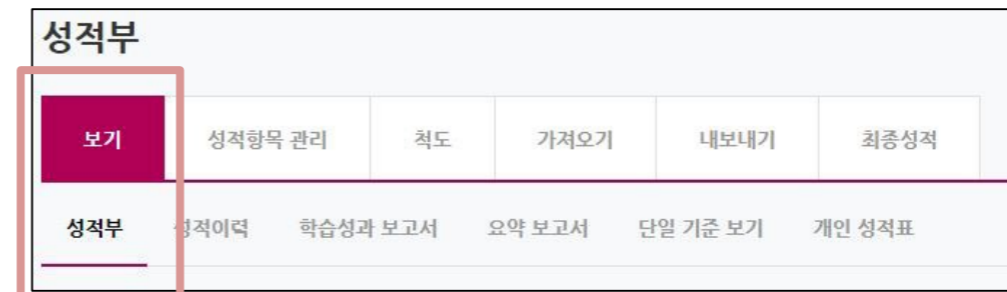 성적부
보기 성적항목 관리 척도 가져오기 내보내기 최종성적
성적부 성적이력 학습성과 보고서 요약 보고서 단일 기준 보기 개인 성적표